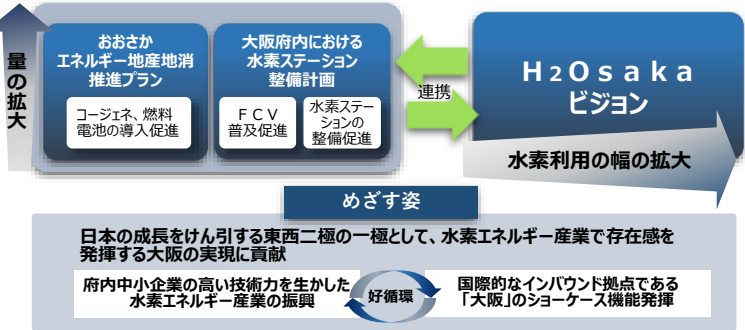 量の拡大
おおさか
エネルギー地産地消
推進プラン
コージェネ、燃料
電池の導入促進
大阪府内における
水素ステーション
整備計画
ＦＣＶ
普及促進
水素ステー
ションの
整備促進
連携
Ｈ２Ｏｓａｋａ
ビジョン
水素利用の幅の拡大
めざす姿
日本の成長をけん引する東西二極の一極として、水素エネルギー産業で存在感を
発揮する大阪の実現に貢献
府内中小企業の高い技術力を生かした
水素エネルギー産業の振興
好循環
国際的なインバウンド拠点である
「大阪」のショーケース機能発揮